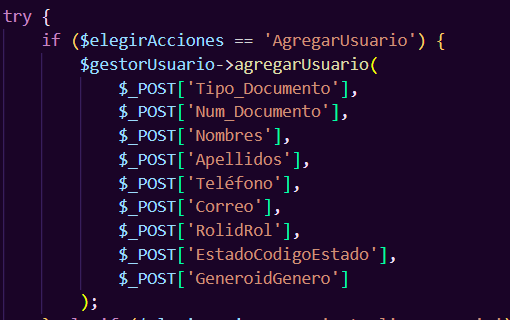 try {
if ($elegirAcciones == 'AgregarUsuario') {
$gestorUsuario->agregarUsuario(
$_POST['Tipo_Documento'],
$_POST['Num_Documento'],
$_POST['Nombres'],
$_POST['Apellidos'],
$_POST['Teléfono'],
$_POST['Correo'],
$_POST['RolidRol'],
$_POST['EstadoCodigoEstado'],
$_POST['GeneroidGenero']
);